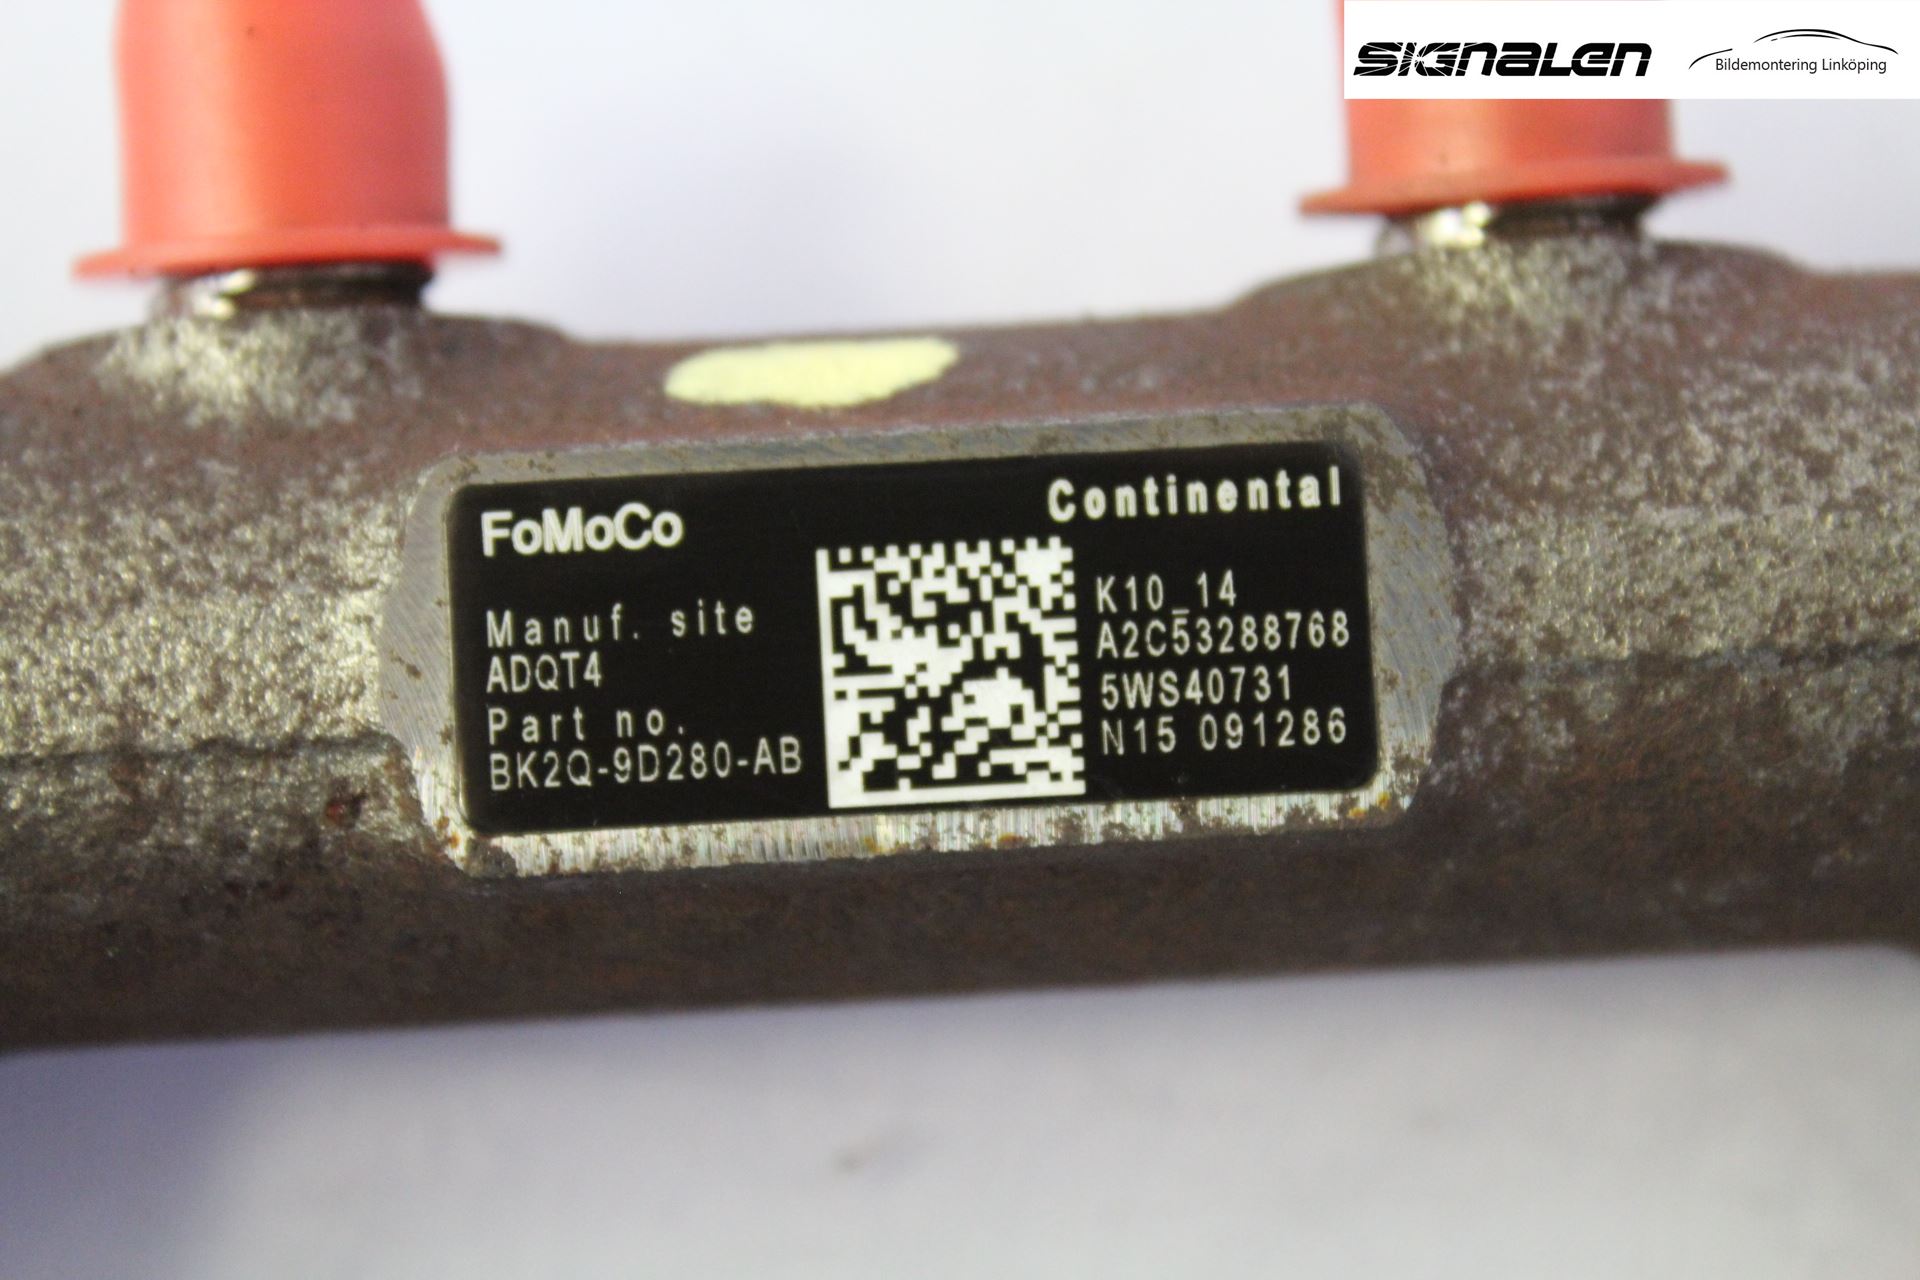 SIGNALEN
Bildemontering Linköping
FoMoCo
Continental
Manuf. site
ADQT4
Part no.
BK2Q-9D280-AB
K10_14
A2C53288768
5WS40731
N15 091286